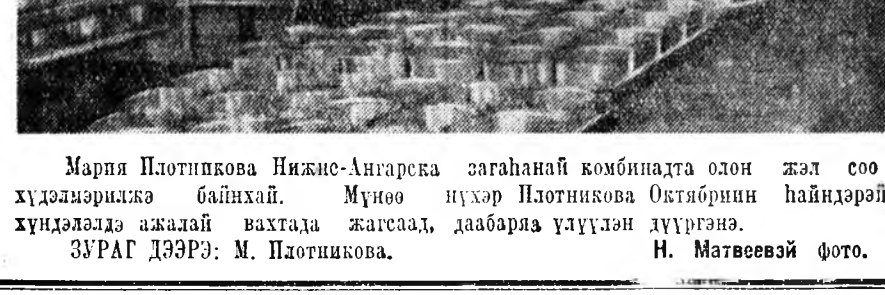 Мария Плотникова Нижне-Ангарска загаһанай комбинадта олон жэл соо
хүдэлмэрилжэ байнхай. Мүнөө нүхэр Плотникова Октябриин һайндэрэй
хүндэлэлдэ ажалай вахтада жагсаад, даабаряа үлүүлэн дүүргэнэ.
ЗУРАГ ДЭЭРЭ: М. Плотникова. Н. Матвеевэй фото.